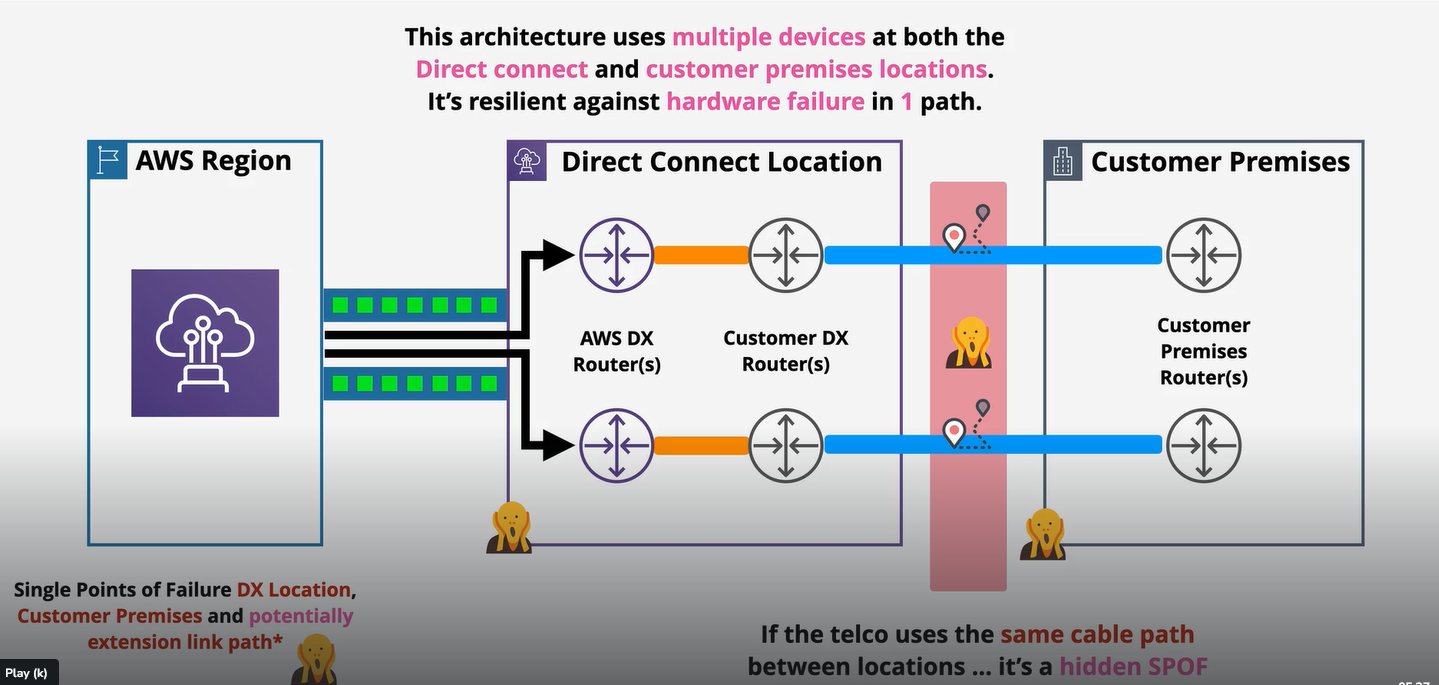 This architecture uses multiple devices at both the
Direct connect and customer premises locations.
It's resilient against hardware failure in 1 path.
AWS Region
Direct Connect Location
Customer Premises
AWS DX
Router(s)
Customer DX
Router(s)
Customer
Premises
Router(s)
Single Points of Failure DX Location,
Customer Premises and potentially
extension link path*
If the telco uses the same cable path
between locations ... it's a hidden SPOF
Play (k)